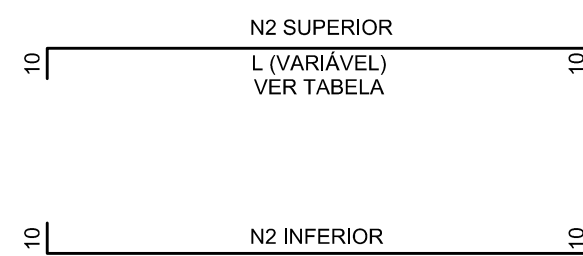 N2 SUPERIOR
10
10
L (VARIÁVEL)
VER TABELA
10
N2 INFERIOR
10